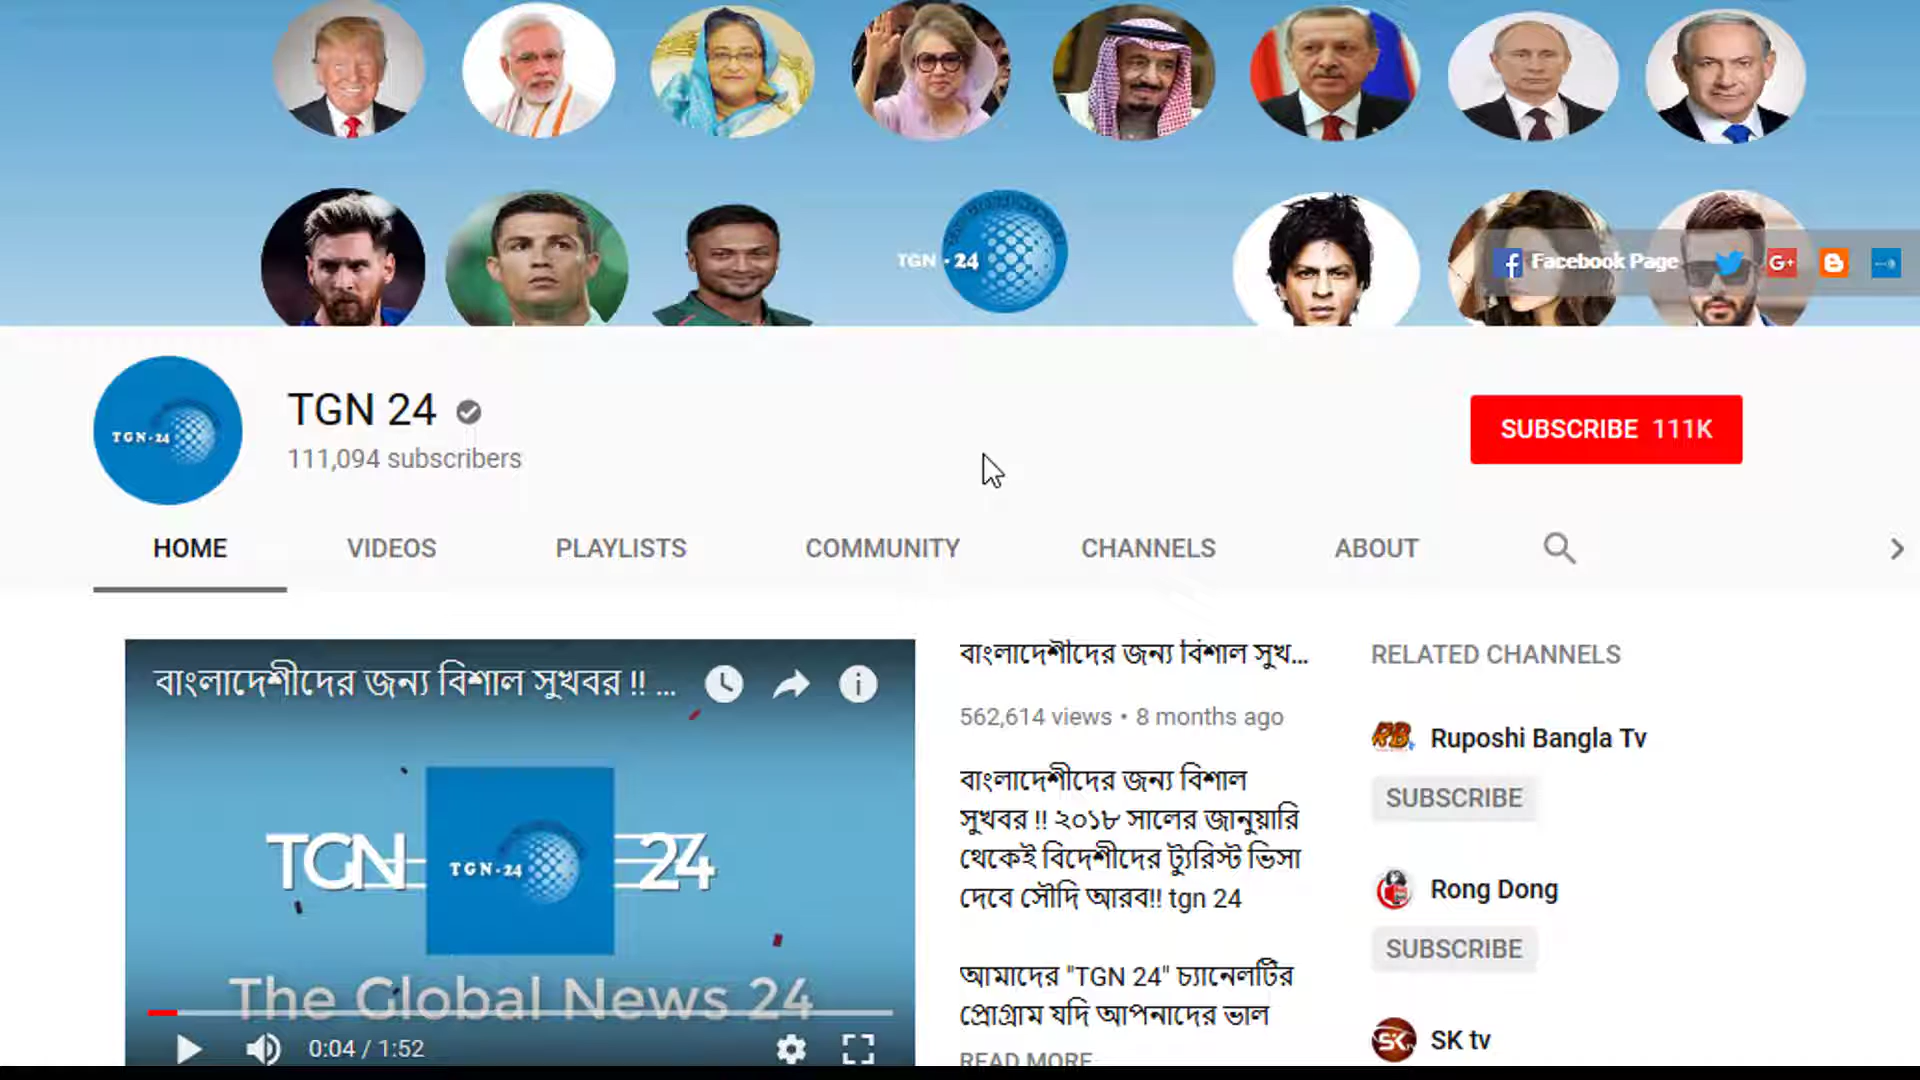 TGN - 24
Facebook Page
TGN-24
TGN 24
111,094 subscribers
SUBSCRIBE 111K
HOME
VIDEOS
PLAYLISTS
COMMUNITY
CHANNELS
ABOUT
বাংলাদেশীদের জন্য বিশাল সুখবর !! ...
TGN
TGN-24
24
The Global News 24
0:04 / 1:52
বাংলাদেশীদের জন্য বিশাল সুখ...
562,614 views • 8 months ago
বাংলাদেশীদের জন্য বিশাল
সুখবর !! ২০১৮ সালের জানুয়ারি
থেকেই বিদেশীদের ট্যুরিস্ট ভিসা
দেবে সৌদি আরব!! tgn 24
আমাদের "TGN 24" চ্যানেলটির
প্রোগ্রাম যদি আপনাদের ভাল
READ MORE
RELATED CHANNELS
Ruposhi Bangla Tv
SUBSCRIBE
Rong Dong
SUBSCRIBE
SK tv